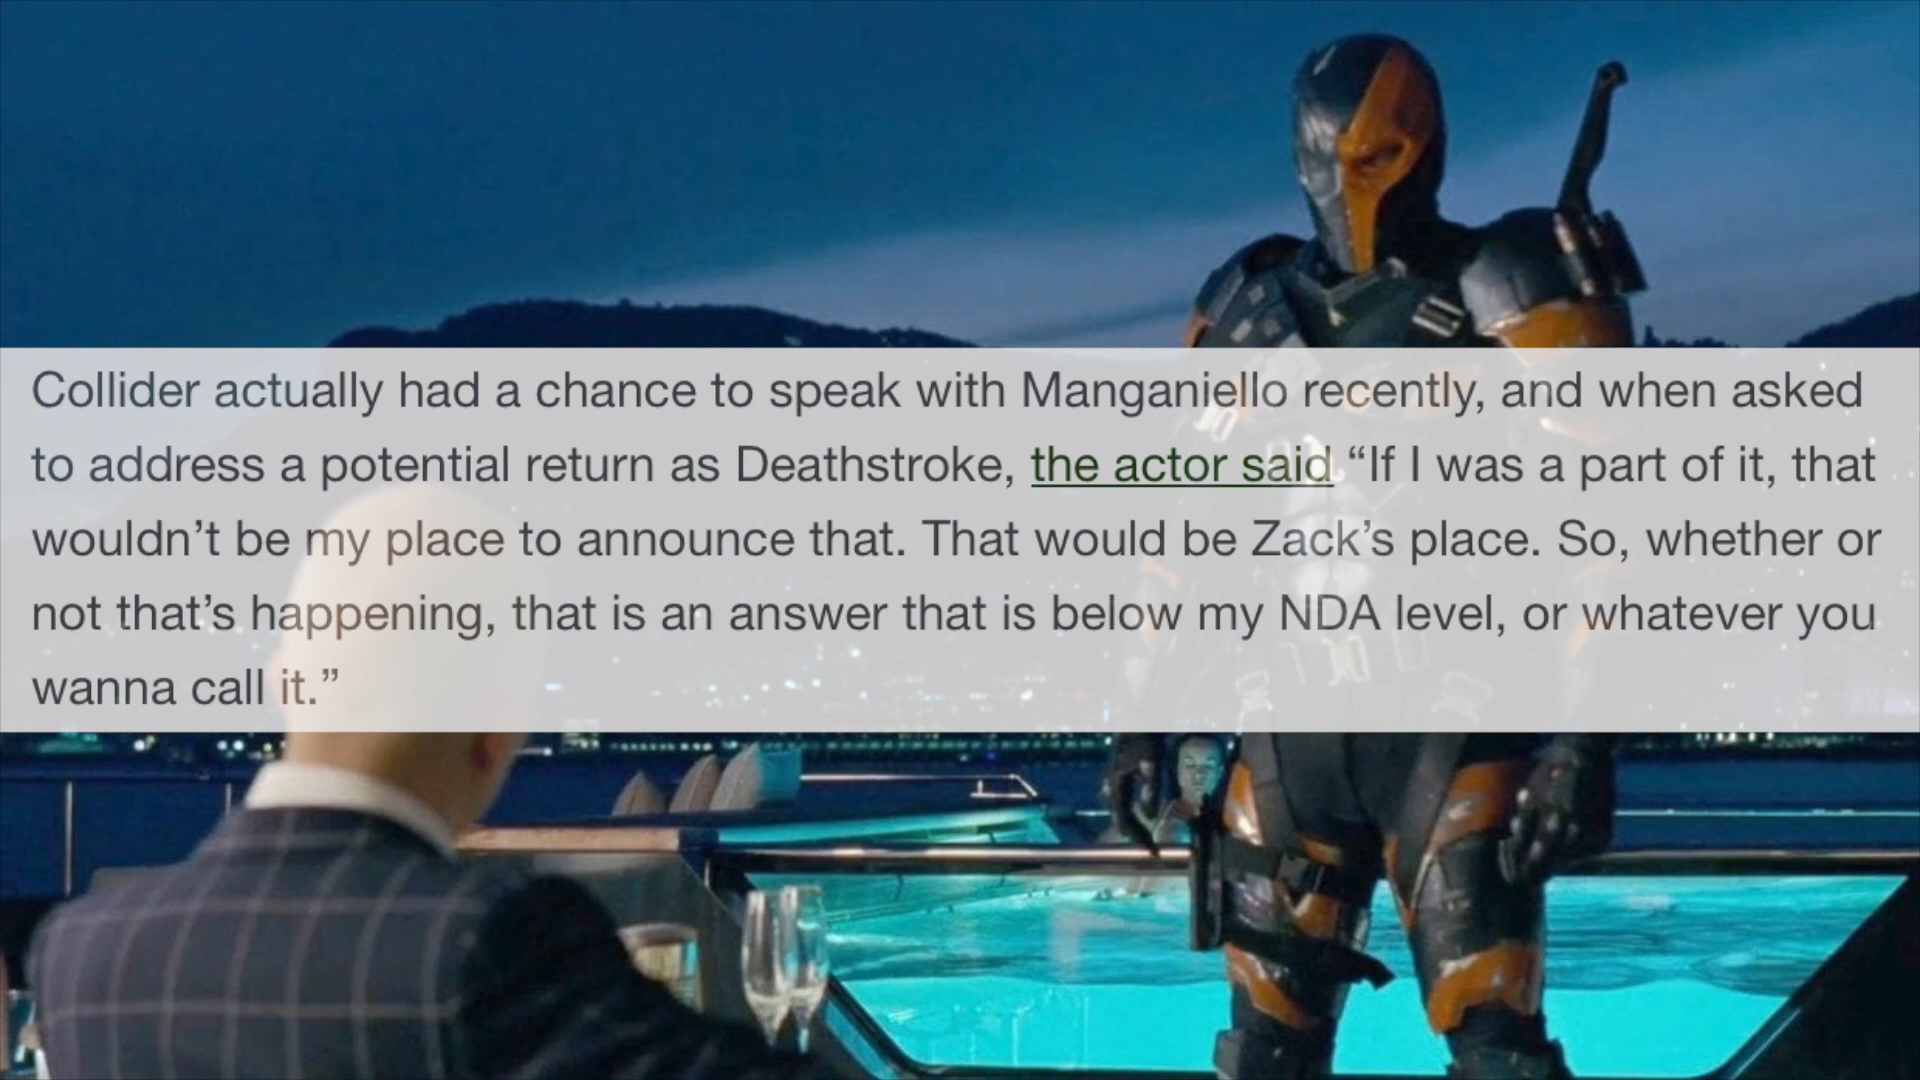 Collider actually had a chance to speak with Manganiello recently, and when asked
to address a potential return as Deathstroke, the actor said “If I was a part of it, that
wouldn’t be my place to announce that. That would be Zack’s place. So, whether or
not that’s happening, that is an answer that is below my NDA level, or whatever you
wanna call it.”